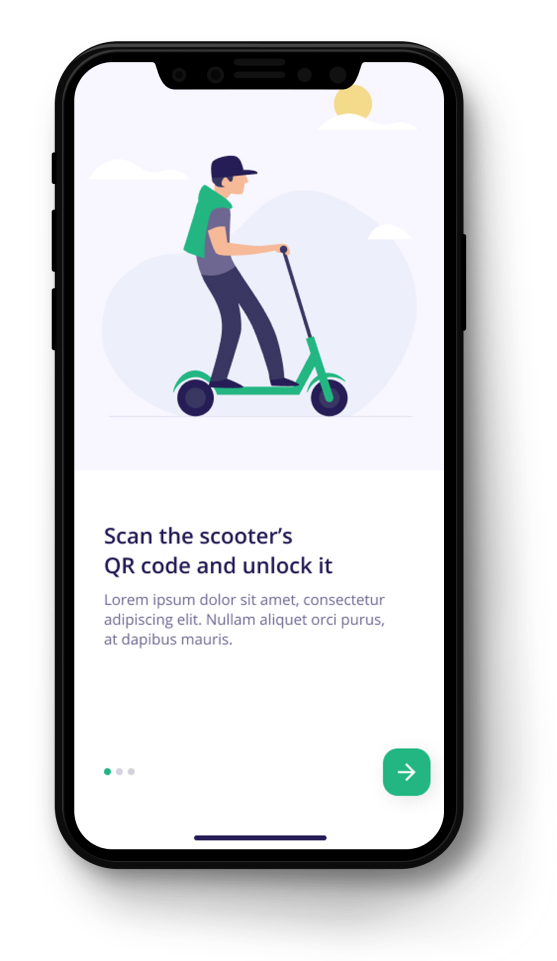 Scan the scooter’s
QR code and unlock it
Lorem ipsum dolor sit amet, consectetur
adipiscing elit. Nullam aliquet orci purus,
at dapibus mauris.